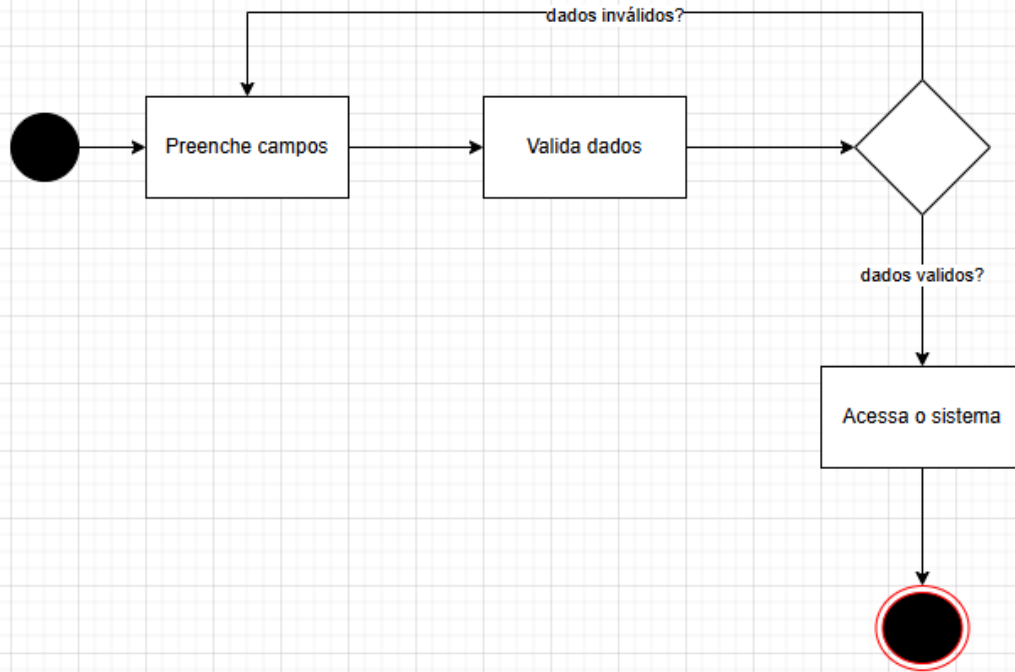 dados inválidos?
Preenche campos
Valida dados
dados validos?
Acessa o sistema